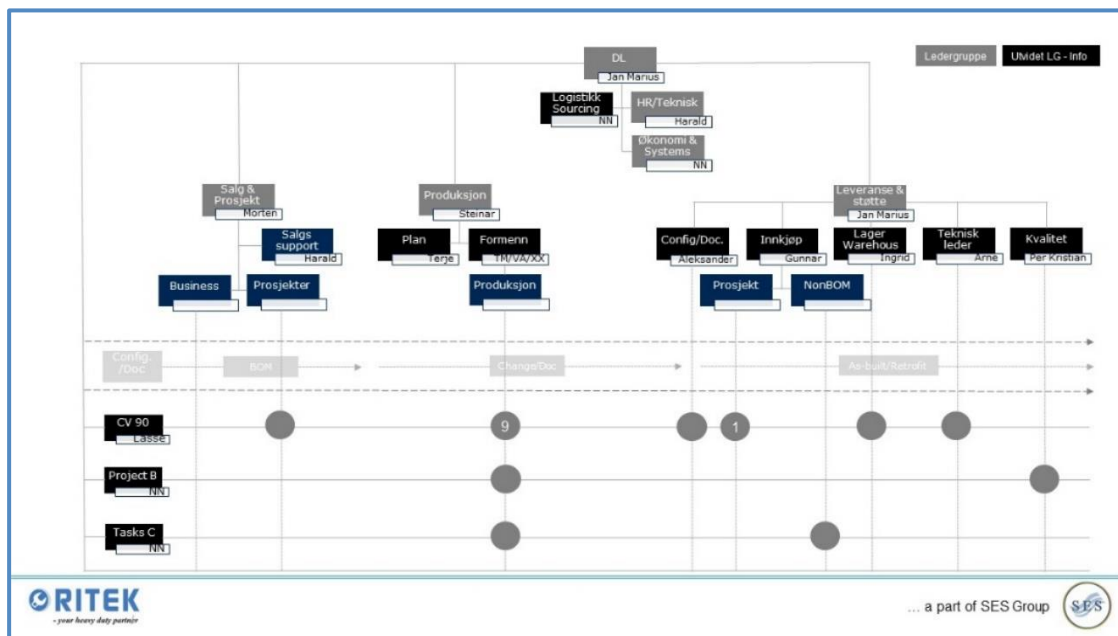 DL
Jan Marius
Ledergruppe
Utvidet LG - Info
Logistikk
Sourcing
NN
HR/Teknisk
Harald
Økonomi &
Systems
NN
Salg &
Prosjekt
Morten
Produksjon
Steinar
Leveranse &
støtte
Jan Marius
Salgs
support
Harald
Plan
Terje
Formenn
TM/VA/XX
Config/Doc.
Aleksander
Innkjøp
Gunnar
Lager
Warehous
Ingrid
Teknisk
leder
Arne
Kvalitet
Per Kristian
Business
Prosjekter
Produksjon
Prosjekt
NonBOM
Config.
/Doc
BOM
Change/Doc
As-built/Retrofit
CV 90
Lasse
9
1
Project B
NN
Tasks C
NN
RITEK
- your heavy duty partner
... a part of SES Group
SES